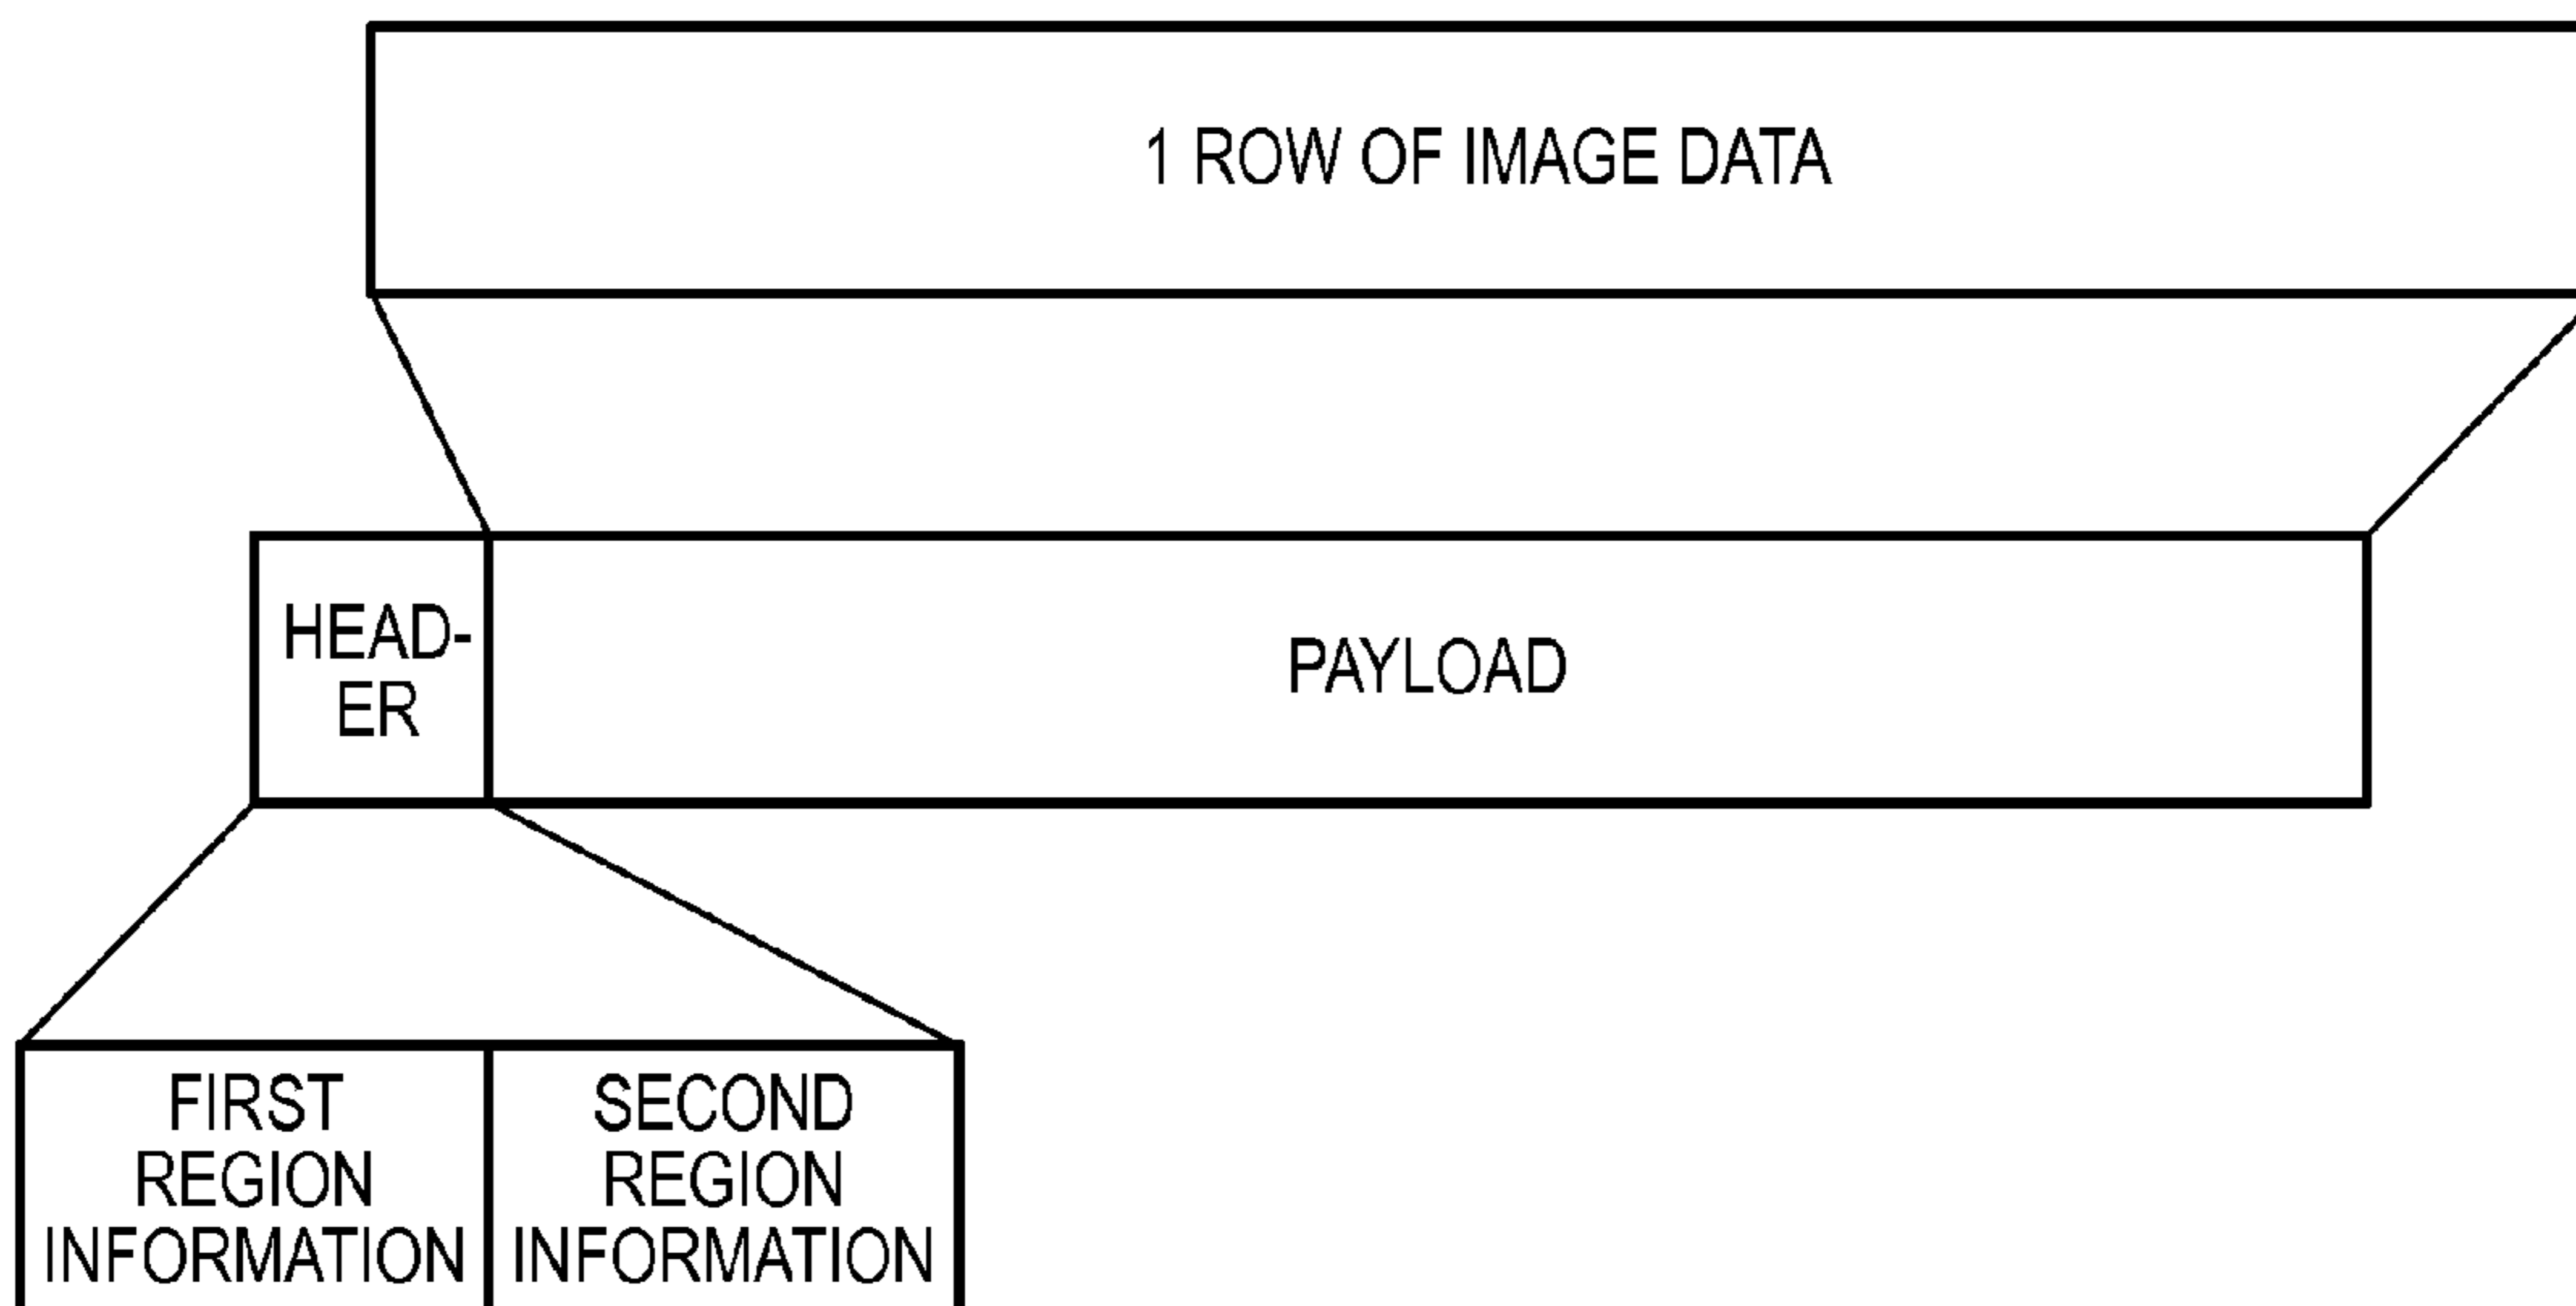 1 ROW OF IMAGE DATA
HEAD-
ER
PAYLOAD
FIRST
REGION
INFORMATION
SECOND
REGION
INFORMATION